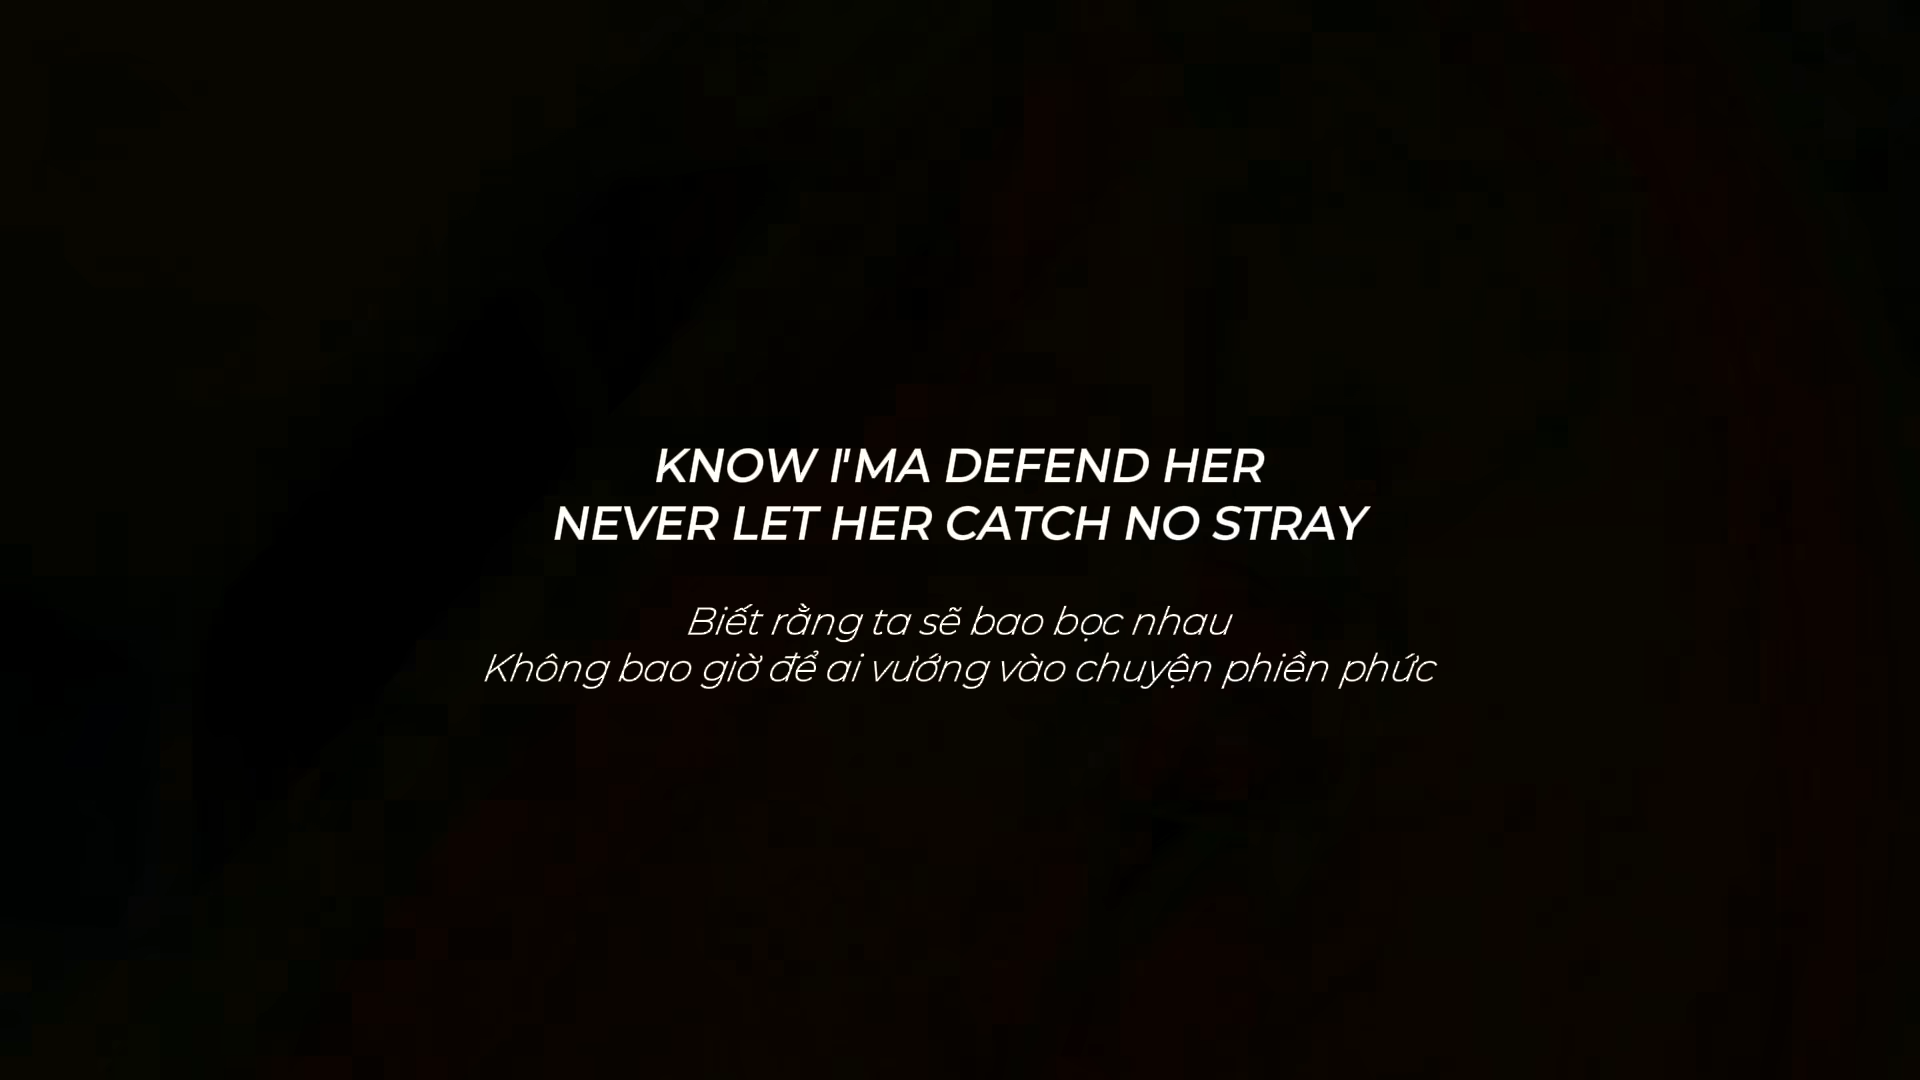 KNOW I'MA DEFEND HER
NEVER LET HER CATCH NO STRAY
Biết rằng ta sẽ bao bọc nhau
Không bao giờ để ai vướng vào chuyện phiền phức